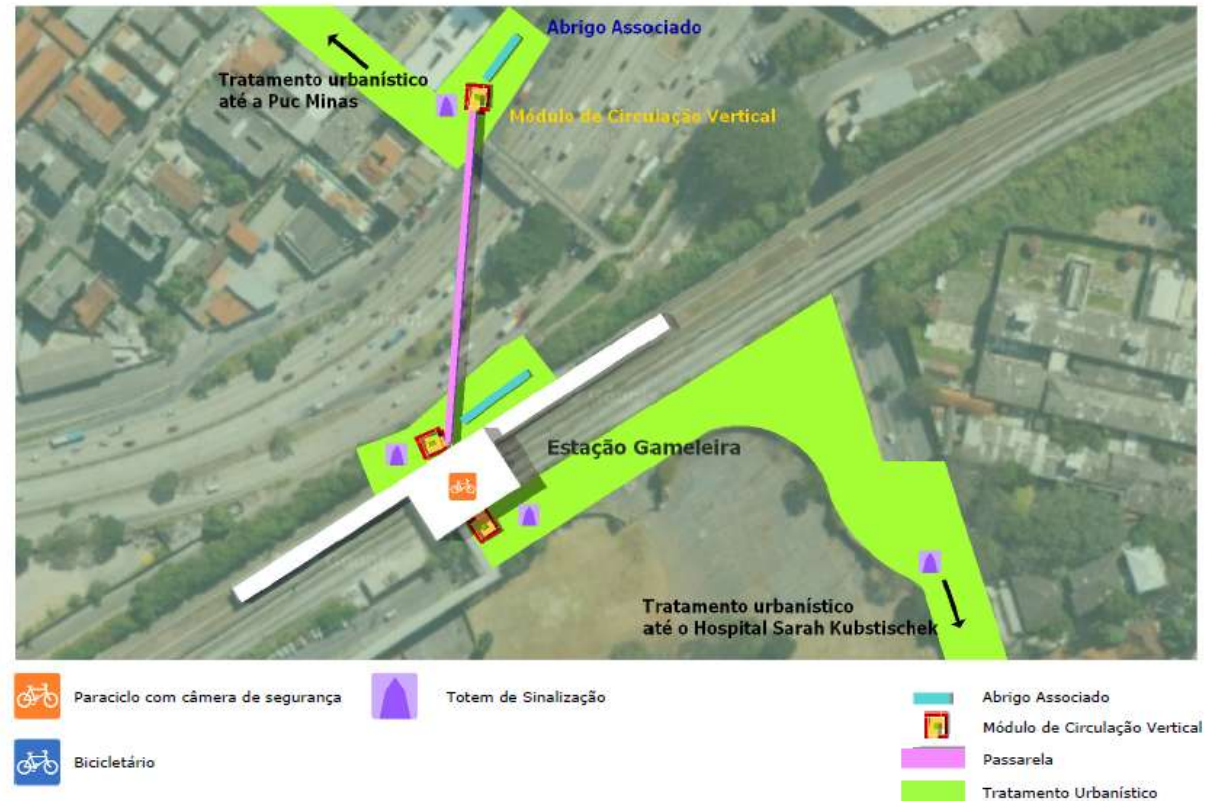 Abrigo Associado
Tratamento urbanístico
até a Puc Minas
Módulo de Circulação Vertical
Estação Gameleira
Tratamento urbanístico
até o Hospital Sarah Kubstischek
Paraciclo com câmera de segurança
Totem de Sinalização
Bicicletário
Abrigo Associado
Módulo de Circulação Vertical
Passarela
Tratamento Urbanístico